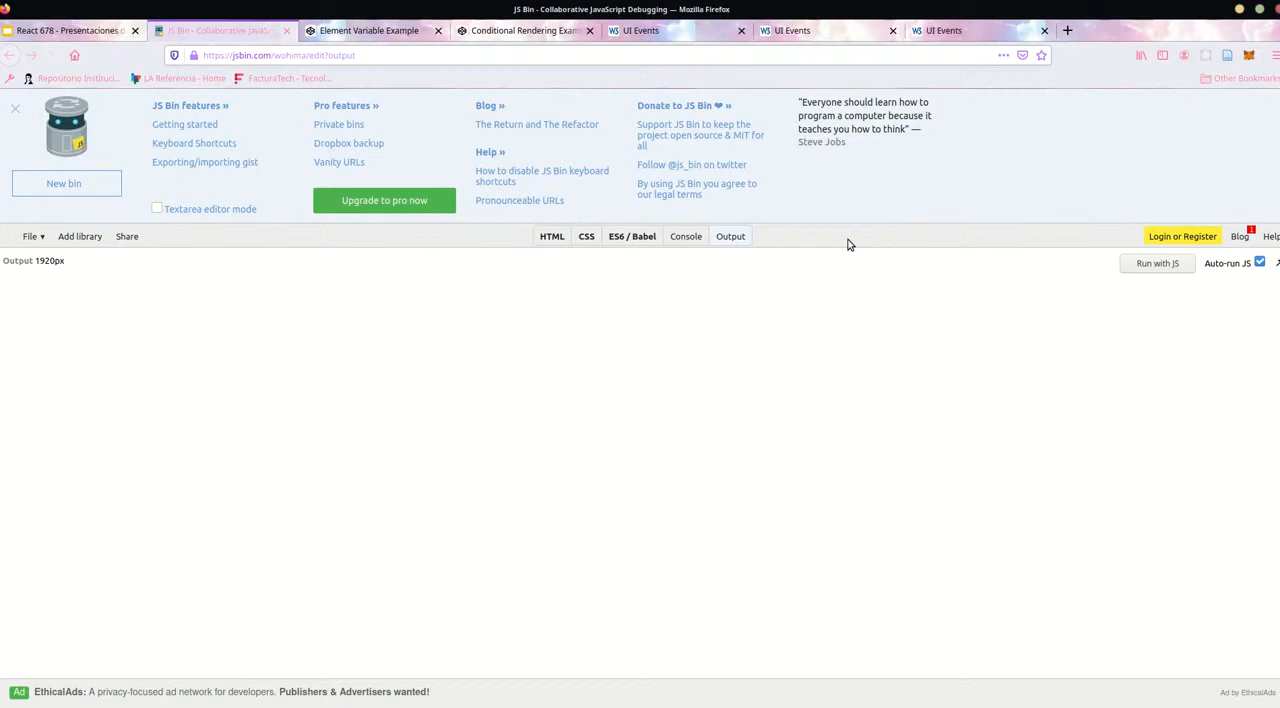 JS Bin - Collaborative JavaScript Debugging — Mozilla Firefox
React 678 - Presentaciones d
JS Bin - Collaborative JavaSc
Element Variable Example
Conditional Rendering Exam
UI Events
UI Events
UI Events
https://jsbin.com/wohima/edit?output
Repositorio Instituci…
LA Referencia - Home
FacturaTech - Tecnol…
Other Bookmarks
JS Bin features »
Getting started
Keyboard Shortcuts
Exporting/importing gist
Textarea editor mode
New bin
Pro features »
Private bins
Dropbox backup
Vanity URLs
Upgrade to pro now
Blog »
The Return and The Refactor
Help »
How to disable JS Bin keyboard
shortcuts
Pronounceable URLs
Donate to JS Bin ❤ »
Support JS Bin to keep the
project open source & MIT for
all
Follow @js_bin on twitter
By using JS Bin you agree to
our legal terms
“Everyone should learn how to
program a computer because it
teaches you how to think” —
Steve Jobs
File ▾ Add library Share
HTML CSS ES6 / Babel Console Output
Login or Register Blog 1 Help
Output 1920px
Run with JS Auto-run JS
Ad EthicalAds: A privacy-focused ad network for developers. Publishers & Advertisers wanted!
Ad by EthicalAds